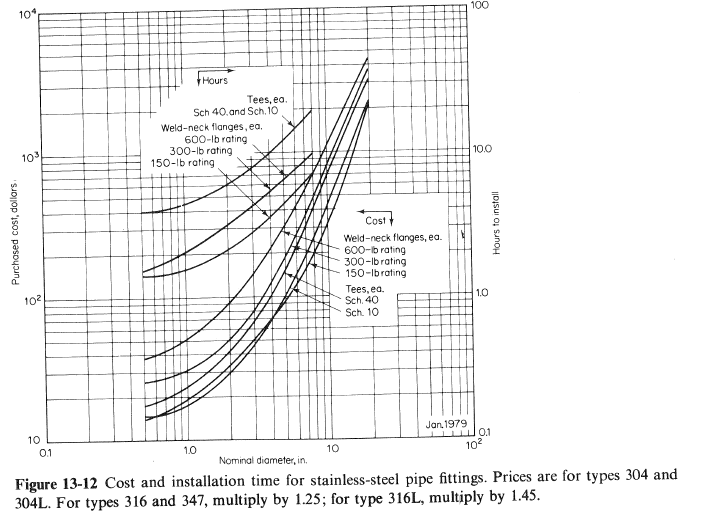 10⁴
100
Hours
Tees, ea.
Sch 40. and Sch. 10
Weld-neck flanges, ea.
600-lb rating
300-lb rating
150-lb rating
10³
10.0
Cost
Weld-neck flanges, ea.
600-lb rating
300-lb rating
150-lb rating
Tees, ea.
Sch. 40
Sch. 10
Purchased cost, dollars.
Hours to install
10²
1.0
Jan. 1979
10
0.1
0.1
1.0
10
10²
Nominal diameter, in.
Figure 13-12 Cost and installation time for stainless-steel pipe fittings. Prices are for types 304 and
304L. For types 316 and 347, multiply by 1.25; for type 316L, multiply by 1.45.